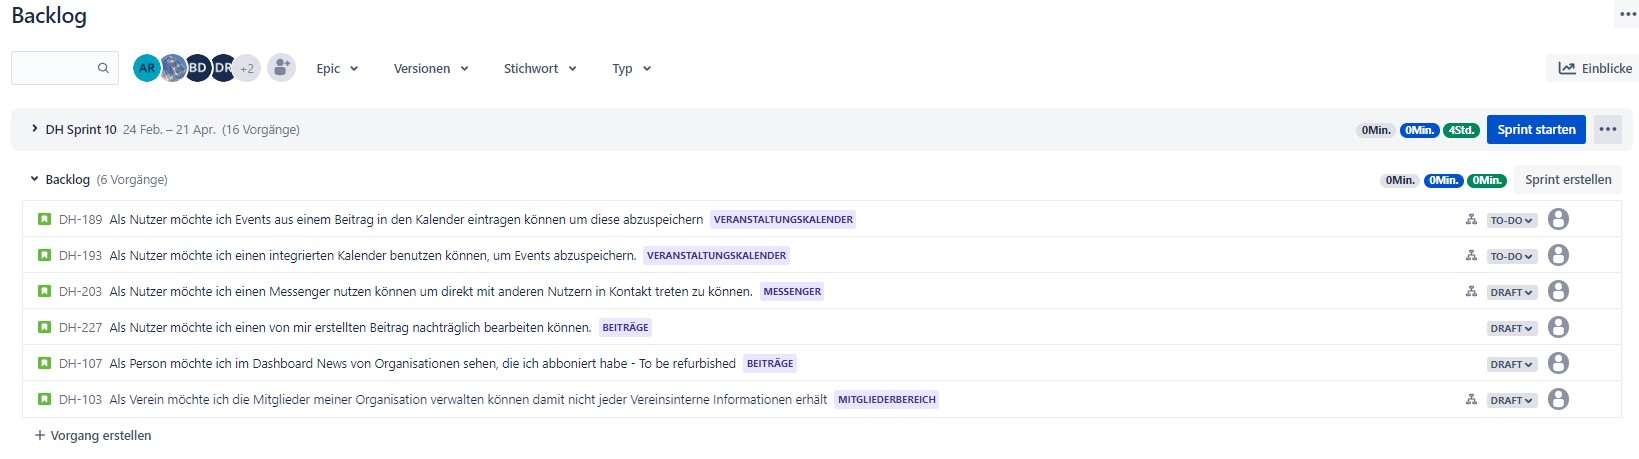 Backlog
AR BD DR +2 Epic Versionen Stichwort Typ Einblicke
DH Sprint 10 24 Feb. – 21 Apr. (16 Vorgänge) 0Min. 0Min. 4Std. Sprint starten
Backlog (6 Vorgänge) 0Min. 0Min. 0Min. Sprint erstellen
DH-189 Als Nutzer möchte ich Events aus einem Beitrag in den Kalender eintragen können um diese abzuspeichern VERANSTALTUNGSKALENDER TO-DO
DH-193 Als Nutzer möchte ich einen integrierten Kalender benutzen können, um Events abzuspeichern. VERANSTALTUNGSKALENDER TO-DO
DH-203 Als Nutzer möchte ich einen Messenger nutzen können um direkt mit anderen Nutzern in Kontakt treten zu können. MESSENGER DRAFT
DH-227 Als Nutzer möchte ich einen von mir erstellten Beitrag nachträglich bearbeiten können. BEITRÄGE DRAFT
DH-107 Als Person möchte ich im Dashboard News von Organisationen sehen, die ich abboniert habe - To be refurbished BEITRÄGE DRAFT
DH-103 Als Verein möchte ich die Mitglieder meiner Organisation verwalten können damit nicht jeder Vereinsinterne Informationen erhält MITGLIEDERBEREICH DRAFT
+ Vorgang erstellen